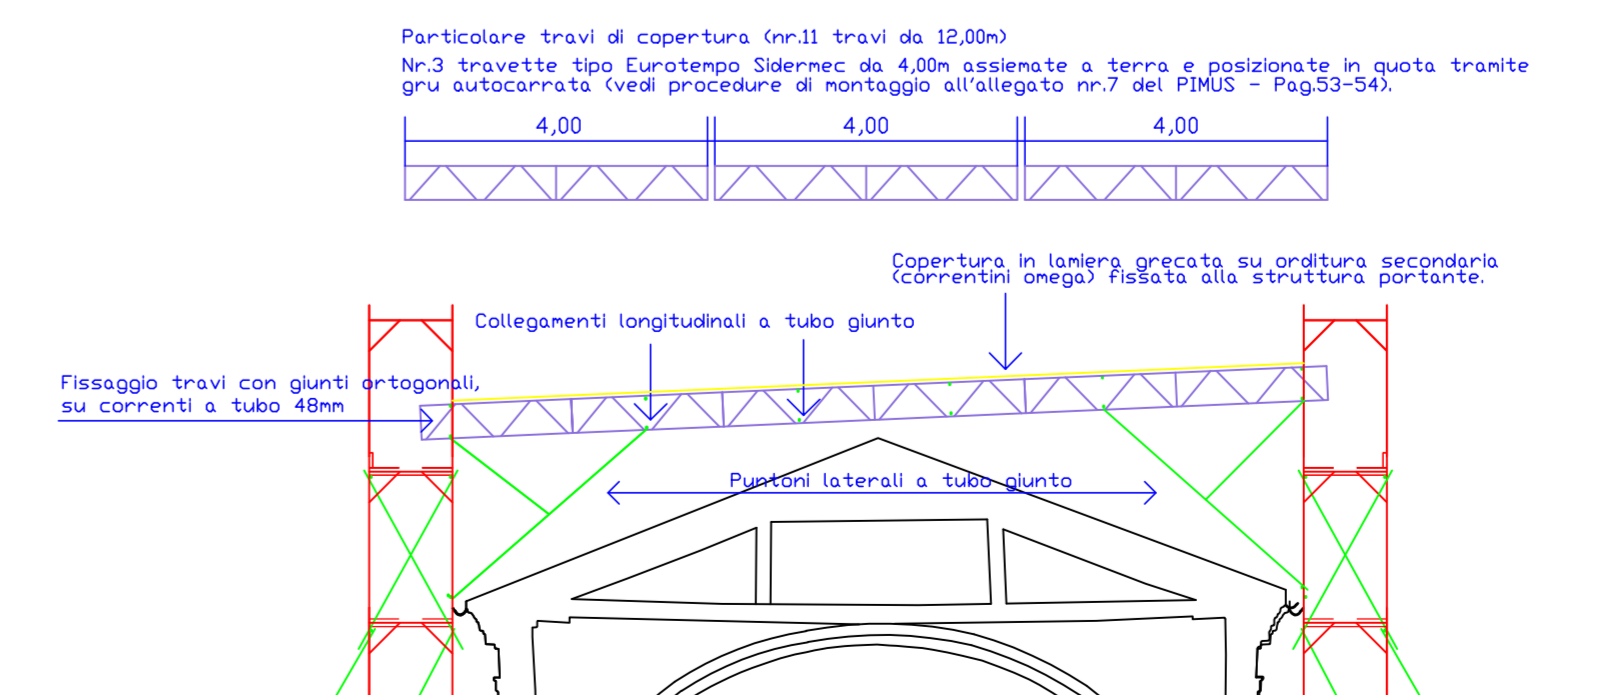 Particolare travi di copertura (nr.11 travi da 12,00m)
Nr.3 travette tipo Eurotempo Sidermec da 4,00m assiemate a terra e posizionate in quota tramite
gru autocarrata (vedi procedure di montaggio all'allegato nr.7 del PIMUS - Pag.53-54).
4,00 4,00 4,00
Copertura in lamiera grecata su orditura secondaria
(correntini omega) fissata alla struttura portante.
Collegamenti longitudinali a tubo giunto
Fissaggio travi con giunti ortogonali,
su correnti a tubo 48mm
Puntoni laterali a tubo giunto